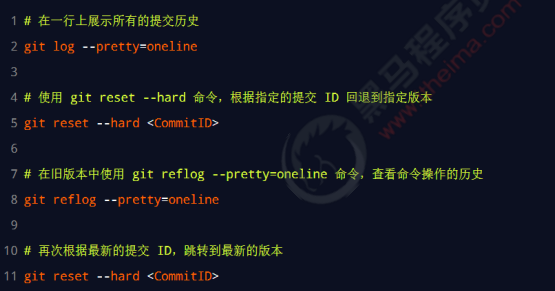 1 # 在一行上展示所有的提交历史
2 git log --pretty=oneline
3
4 # 使用 git reset --hard 命令，根据指定的提交 ID 回退到指定版本
5 git reset --hard <CommitID>
6
7 # 在旧版本中使用 git reflog --pretty=oneline 命令，查看命令操作的历史
8 git reflog --pretty=oneline
9
10 # 再次根据最新的提交 ID，跳转到最新的版本
11 git reset --hard <CommitID>
黑马程序员